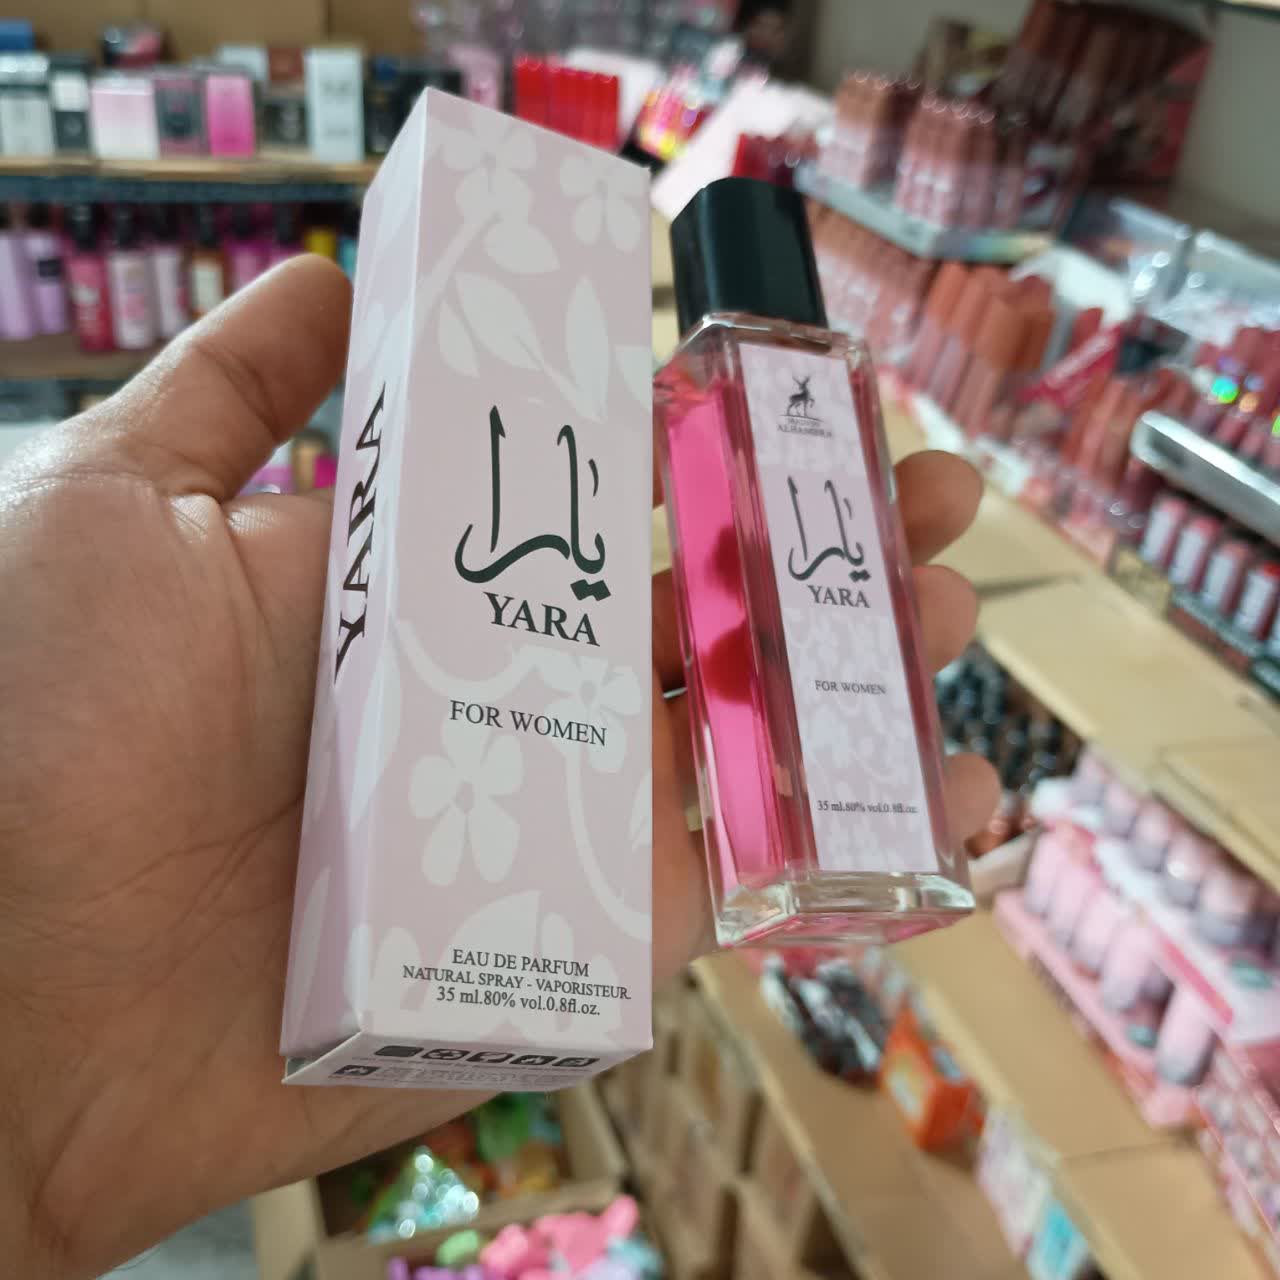 YARA
يارا
YARA
FOR WOMEN
EAU DE PARFUM
NATURAL SPRAY - VAPORISTEUR.
35 ml.80% vol.0.8fl.oz.
ALHAMBRA
يارا
YARA
FOR WOMEN
35 ml.80% vol.0.8fl.oz.